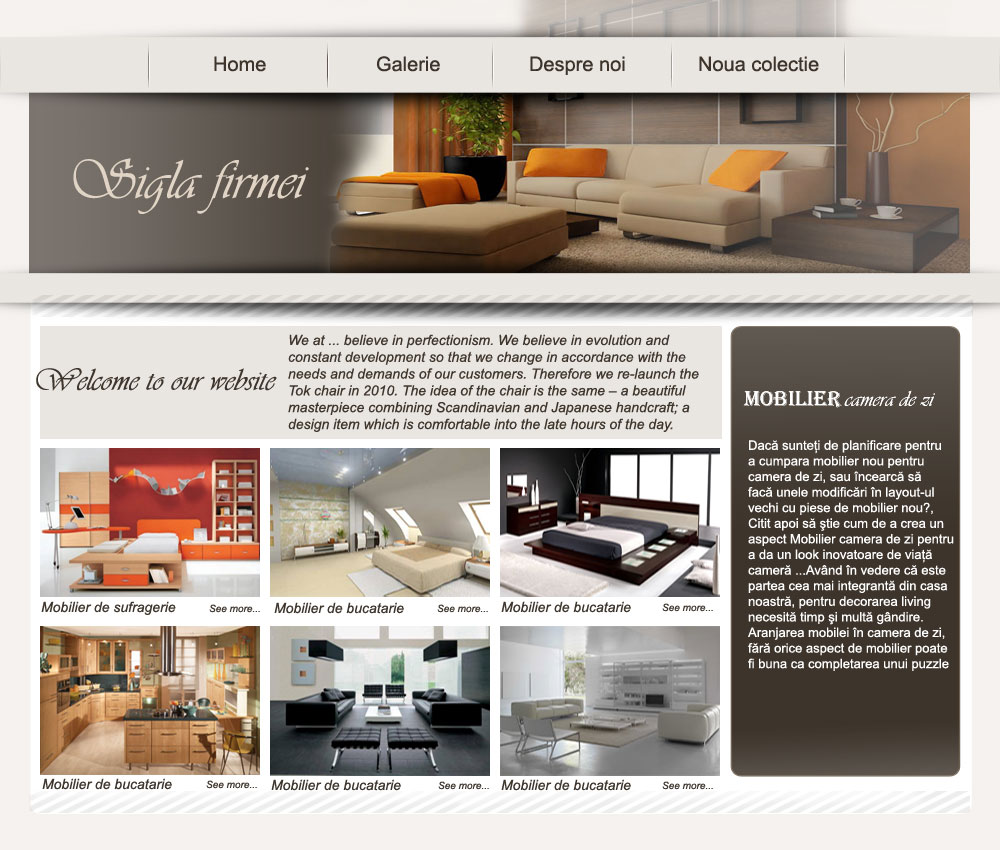 Home Galerie Despre noi Noua colectie
Sigla firmei
Welcome to our website
We at ... believe in perfectionism. We believe in evolution and
constant development so that we change in accordance with the
needs and demands of our customers. Therefore we re-launch the
Tok chair in 2010. The idea of the chair is the same – a beautiful
masterpiece combining Scandinavian and Japanese handcraft; a
design item which is comfortable into the late hours of the day.
Mobilier de sufragerie See more...
Mobilier de bucatarie See more...
Mobilier de bucatarie See more...
Mobilier de bucatarie See more...
Mobilier de bucatarie See more...
Mobilier de bucatarie See more...
MOBILIER camera de zi
Dacă sunteți de planificare pentru
a cumpara mobilier nou pentru
camera de zi, sau încearcă să
facă unele modificări în layout-ul
vechi cu piese de mobilier nou?,
Citit apoi să ştie cum de a crea un
aspect Mobilier camera de zi pentru
a da un look inovatoare de viață
cameră ...Având în vedere că este
partea cea mai integrantă din casa
noastră, pentru decorarea living
necesită timp şi multă gândire.
Aranjarea mobilei în camera de zi,
fără orice aspect de mobilier poate
fi buna ca completarea unui puzzle